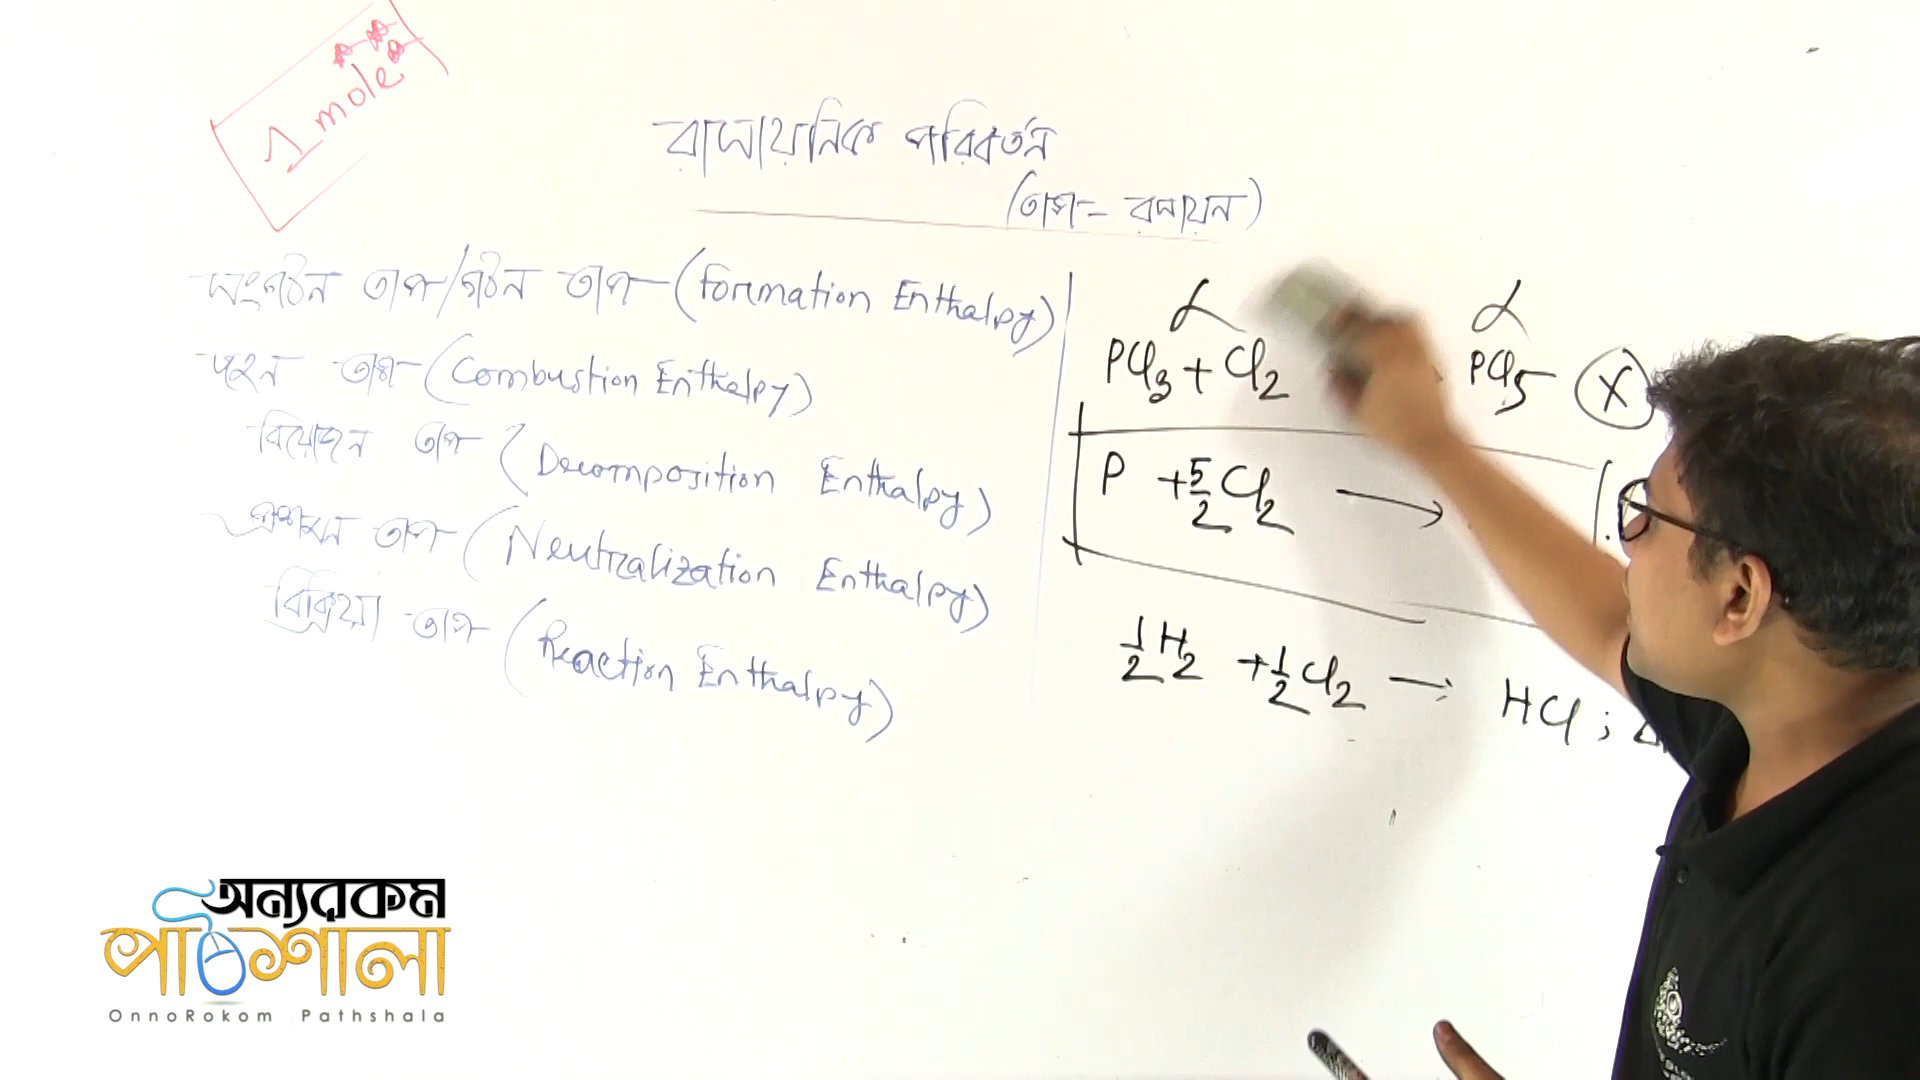 1 mole
রাসায়নিক পরিবর্তন
(তাপ- রসায়ন)
সংগঠন তাপ/গঠন তাপ-(Formation Enthalpy)
দহন তাপ-(Combustion Enthalpy)
বিয়োজন তাপ (Decomposition Enthalpy)
প্রশমন তাপ-(Neutralization Enthalpy)
বিক্রিয়া তাপ-(Reaction Enthalpy)
PCl₃ + Cl₂ PCl₅ X
P + 5/2 Cl₂ →
1/2 H₂ + 1/2 Cl₂ → HCl ;
অন্যরকম
পাঠশালা
OnnoRokom Pathshala